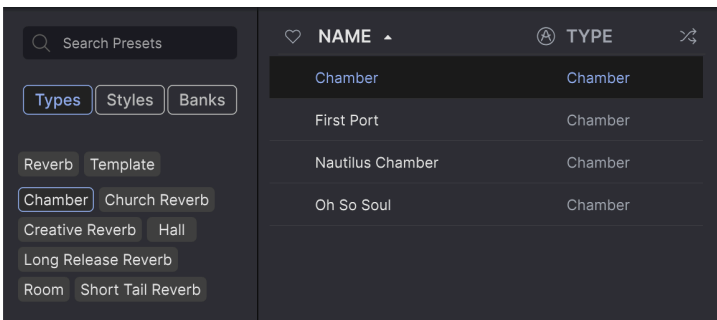 Search Presets
Types Styles Banks
Reverb Template
Chamber Church Reverb
Creative Reverb Hall
Long Release Reverb
Room Short Tail Reverb
NAME TYPE
Chamber Chamber
First Port Chamber
Nautilus Chamber Chamber
Oh So Soul Chamber